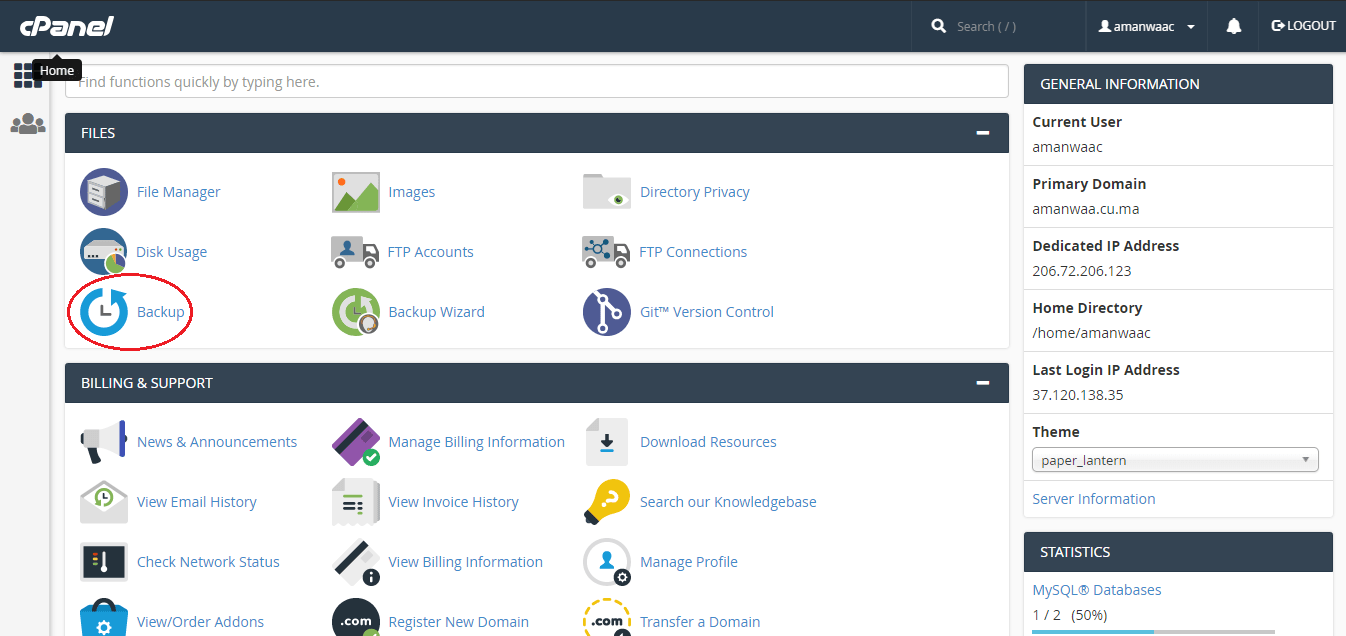 cPanel
Search ( / )
amanwaac
LOGOUT
Home
Find functions quickly by typing here.
FILES
File Manager
Images
Directory Privacy
Disk Usage
FTP Accounts
FTP Connections
Backup
Backup Wizard
Git™ Version Control
BILLING & SUPPORT
News & Announcements
Manage Billing Information
Download Resources
View Email History
View Invoice History
Search our Knowledgebase
Check Network Status
View Billing Information
Manage Profile
View/Order Addons
.com
Register New Domain
.com
Transfer a Domain
GENERAL INFORMATION
Current User
amanwaac
Primary Domain
amanwaa.cu.ma
Dedicated IP Address
206.72.206.123
Home Directory
/home/amanwaac
Last Login IP Address
37.120.138.35
Theme
paper_lantern
Server Information
STATISTICS
MySQL® Databases
1 / 2 (50%)